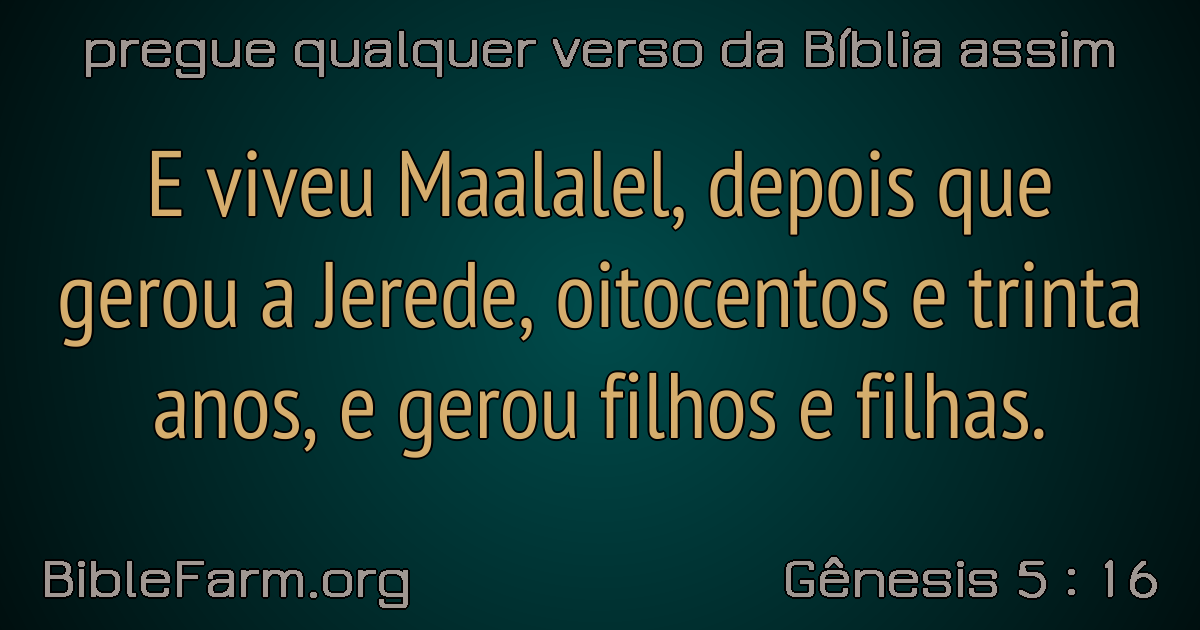 pregue qualquer verso da Bíblia assim
E viveu Maalalel, depois que
gerou a Jerede, oitocentos e trinta
anos, e gerou filhos e filhas.
BibleFarm.org
Gênesis 5 : 16